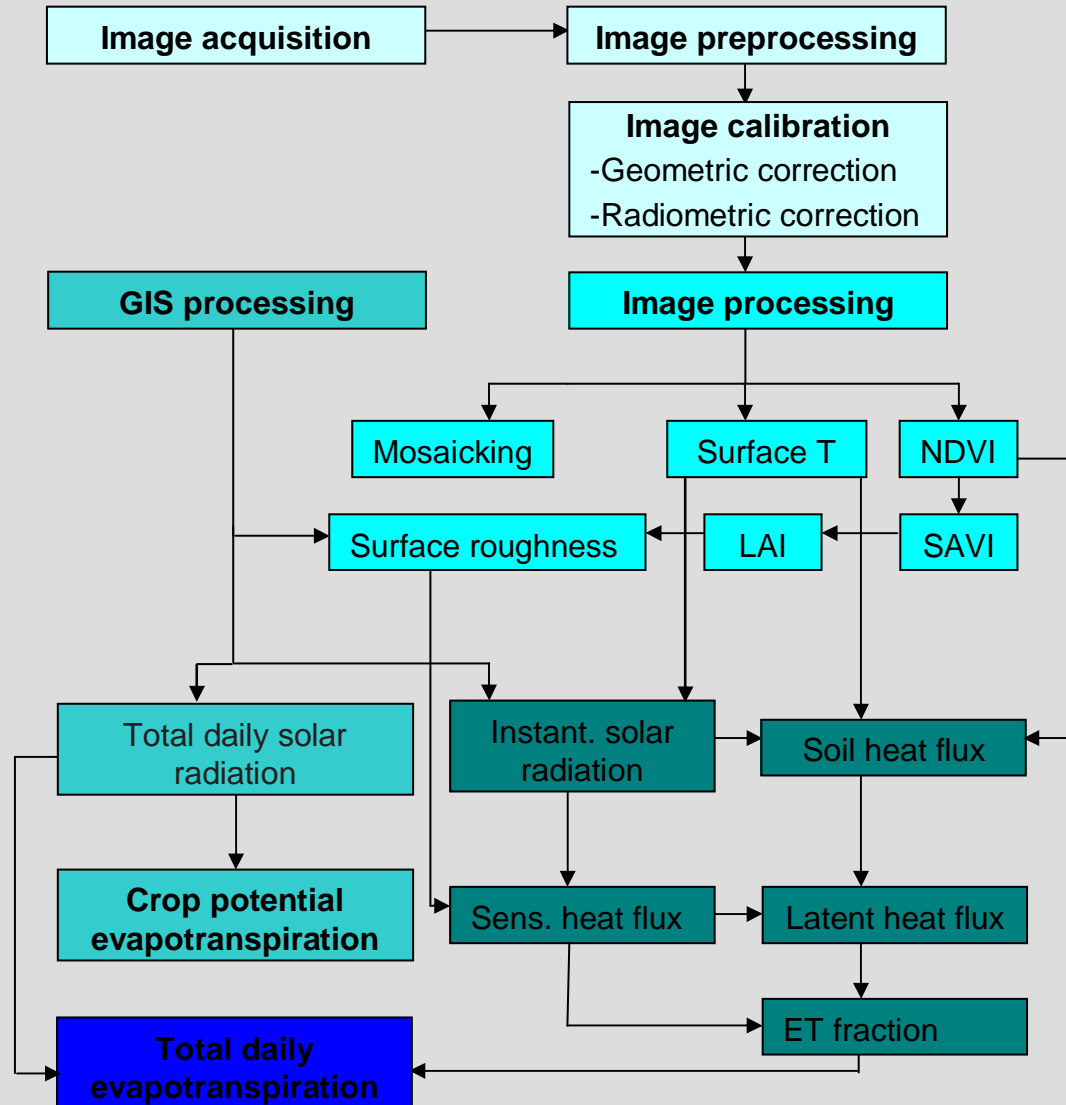 Image acquisition
Image preprocessing
Image calibration
-Geometric correction
-Radiometric correction
GIS processing
Image processing
Mosaicking
Surface T
NDVI
Surface roughness
LAI
SAVI
Total daily solar
radiation
Instant. solar
radiation
Soil heat flux
Crop potential
evapotranspiration
Sens. heat flux
Latent heat flux
ET fraction
Total daily
evapotranspiration